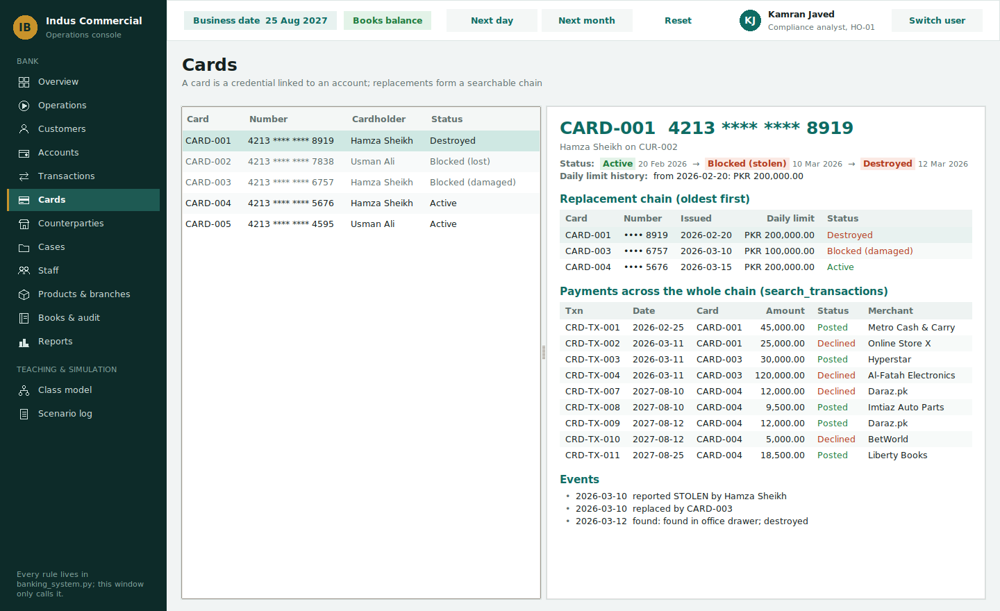 IB
Indus Commercial
Operations console
BANK
Overview
Operations
Customers
Accounts
Transactions
Cards
Counterparties
Cases
Staff
Products & branches
Books & audit
Reports
TEACHING & SIMULATION
Class model
Scenario log
Every rule lives in
banking_system.py; this window
only calls it.
Business date 25 Aug 2027
Books balance
Next day
Next month
Reset
KJ
Kamran Javed
Compliance analyst, HO-01
Switch user
Cards
A card is a credential linked to an account; replacements form a searchable chain
Card Number Cardholder Status
CARD-001 4213 **** **** 8919 Hamza Sheikh Destroyed
CARD-002 4213 **** **** 7838 Usman Ali Blocked (lost)
CARD-003 4213 **** **** 6757 Hamza Sheikh Blocked (damaged)
CARD-004 4213 **** **** 5676 Hamza Sheikh Active
CARD-005 4213 **** **** 4595 Usman Ali Active
CARD-001 4213 **** **** 8919
Hamza Sheikh on CUR-002
Status: Active 20 Feb 2026 → Blocked (stolen) 10 Mar 2026 → Destroyed 12 Mar 2026
Daily limit history: from 2026-02-20: PKR 200,000.00
Replacement chain (oldest first)
Card Number Issued Daily limit Status
CARD-001 •••• 8919 2026-02-20 PKR 200,000.00 Destroyed
CARD-003 •••• 6757 2026-03-10 PKR 100,000.00 Blocked (damaged)
CARD-004 •••• 5676 2026-03-15 PKR 200,000.00 Active
Payments across the whole chain (search_transactions)
Txn Date Card Amount Status Merchant
CRD-TX-001 2026-02-25 CARD-001 45,000.00 Posted Metro Cash & Carry
CRD-TX-002 2026-03-11 CARD-001 25,000.00 Declined Online Store X
CRD-TX-003 2026-03-11 CARD-003 30,000.00 Posted Hyperstar
CRD-TX-004 2026-03-11 CARD-003 120,000.00 Declined Al-Fatah Electronics
CRD-TX-007 2027-08-10 CARD-004 12,000.00 Declined Daraz.pk
CRD-TX-008 2027-08-10 CARD-004 9,500.00 Posted Imtiaz Auto Parts
CRD-TX-009 2027-08-12 CARD-004 12,000.00 Posted Daraz.pk
CRD-TX-010 2027-08-12 CARD-004 5,000.00 Declined BetWorld
CRD-TX-011 2027-08-25 CARD-004 18,500.00 Posted Liberty Books
Events
• 2026-03-10 reported STOLEN by Hamza Sheikh
• 2026-03-10 replaced by CARD-003
• 2026-03-12 found: found in office drawer; destroyed